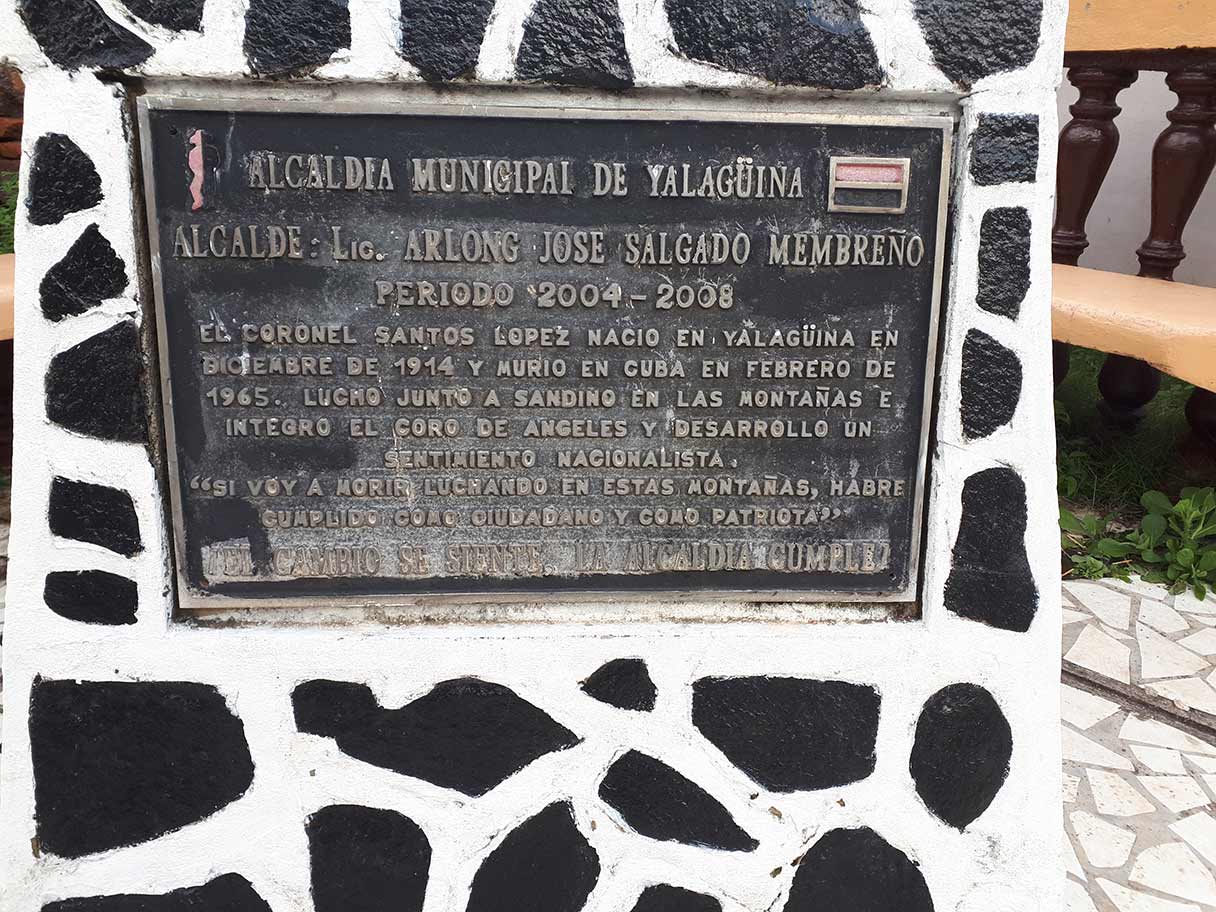 ALCALDIA MUNICIPAL DE YALAGÜINA
ALCALDE: LIC. ARLONG JOSE SALGADO MEMBREÑO
PERIODO 2004-2008
EL CORONEL SANTOS LOPEZ NACIO EN YALAGÜINA EN
DICIEMBRE DE 1914 Y MURIO EN CUBA EN FEBRERO DE
1965. LUCHO JUNTO A SANDINO EN LAS MONTAÑAS E
INTEGRO EL CORO DE ANGELES Y DESARROLLO UN
SENTIMIENTO NACIONALISTA.
"SI VOY A MORIR LUCHANDO EN ESTAS MONTAÑAS, HABRE
CUMPLIDO COMO CIUDADANO Y COMO PATRIOTA"
¡EL CAMBIO SE SIENTE, LA ALCALDIA CUMPLE!